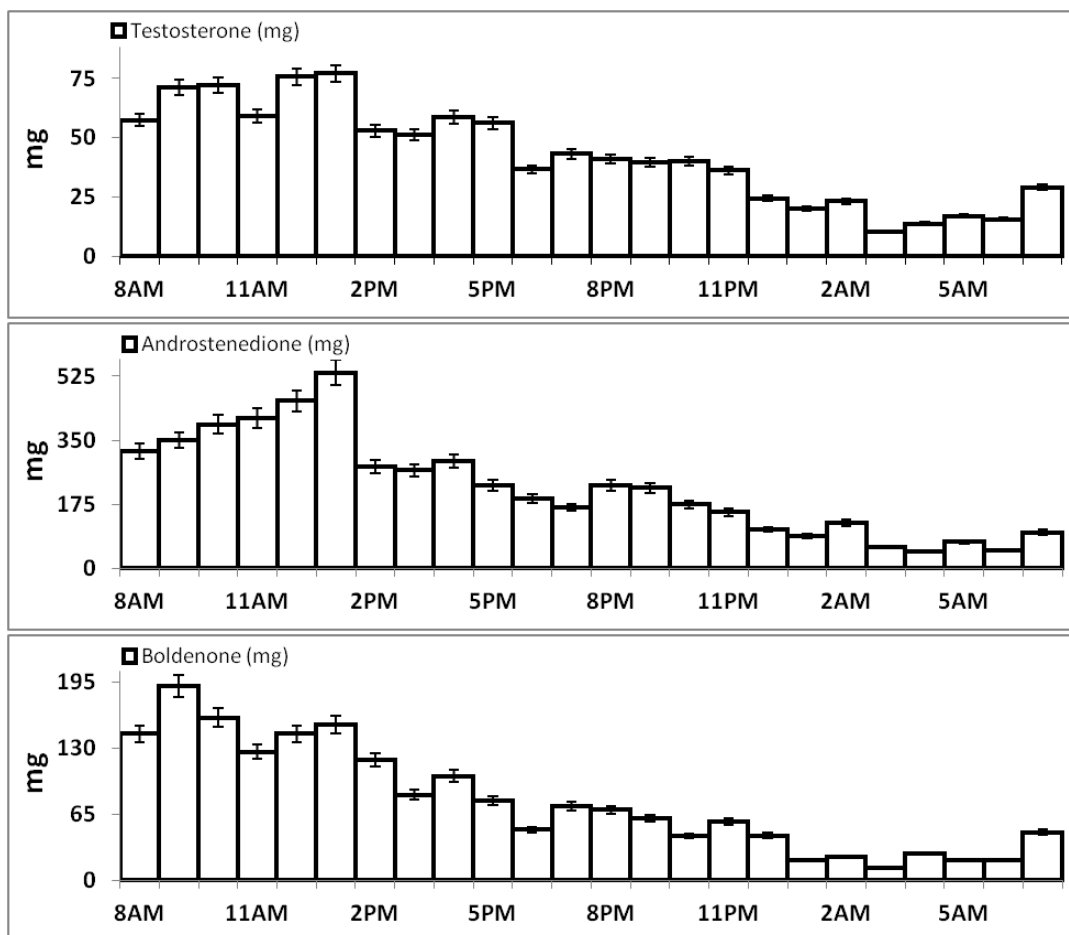 Testosterone (mg)
75
50
25
0
mg
8AM 11AM 2PM 5PM 8PM 11PM 2AM 5AM
Androstenedione (mg)
525
350
175
0
mg
8AM 11AM 2PM 5PM 8PM 11PM 2AM 5AM
Boldenone (mg)
195
130
65
0
mg
8AM 11AM 2PM 5PM 8PM 11PM 2AM 5AM